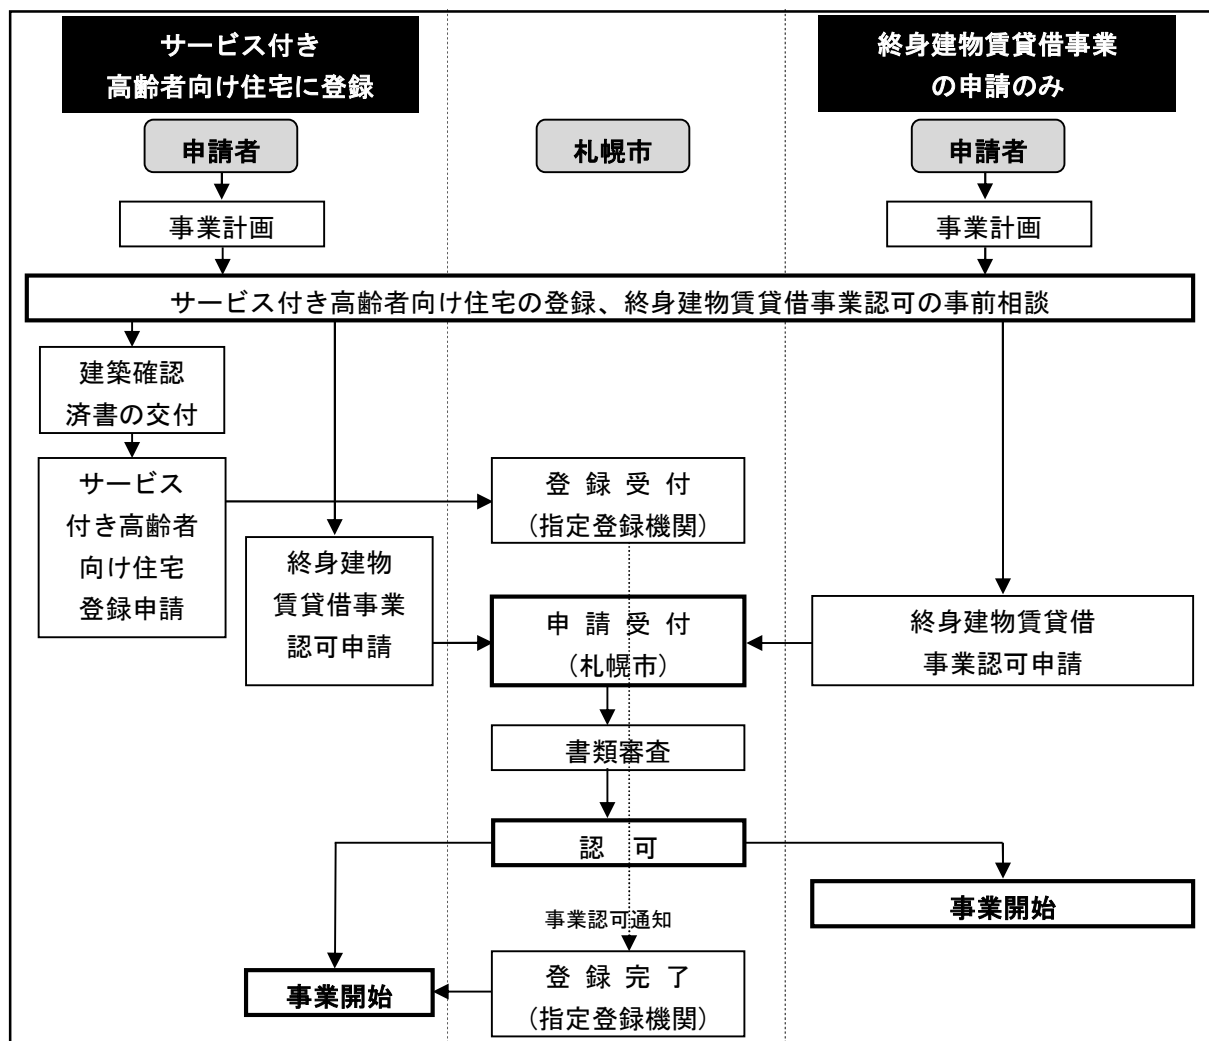 サービス付き
高齢者向け住宅に登録
終身建物賃貸借事業
の申請のみ
申請者
札幌市
申請者
事業計画
事業計画
サービス付き高齢者向け住宅の登録、終身建物賃貸借事業認可の事前相談
建築確認
済書の交付
サービス
付き高齢者
向け住宅
登録申請
登録受付
（指定登録機関）
終身建物
賃貸借事業
認可申請
申請受付
（札幌市）
終身建物賃貸借
事業認可申請
書類審査
認　可
事業開始
事業認可通知
事業開始
登録完了
（指定登録機関）